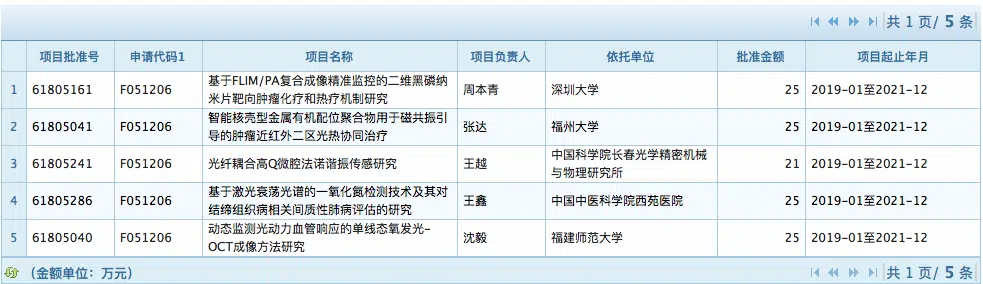 共 1 页/ 5 条
项目批准号 申请代码1 项目名称 项目负责人 依托单位 批准金额 项目起止年月
1 61805161 F051206 基于FLIM/PA复合成像精准监控的二维黑磷纳米片靶向肿瘤化疗和热疗机制研究 周本青 深圳大学 25 2019-01至2021-12
2 61805041 F051206 智能核壳型金属有机配位聚合物用于磁共振引导的肿瘤近红外二区光热协同治疗 张达 福州大学 25 2019-01至2021-12
3 61805241 F051206 光纤耦合高Q微腔法诺谐振传感研究 王越 中国科学院长春光学精密机械与物理研究所 21 2019-01至2021-12
4 61805286 F051206 基于激光衰荡光谱的一氧化氮检测技术及其对结缔组织病相关间质性肺病评估的研究 王鑫 中国中医科学院西苑医院 25 2019-01至2021-12
5 61805040 F051206 动态监测光动力血管响应的单线态氧发光-OCT成像方法研究 沈毅 福建师范大学 25 2019-01至2021-12
（金额单位：万元） 共 1 页/ 5 条